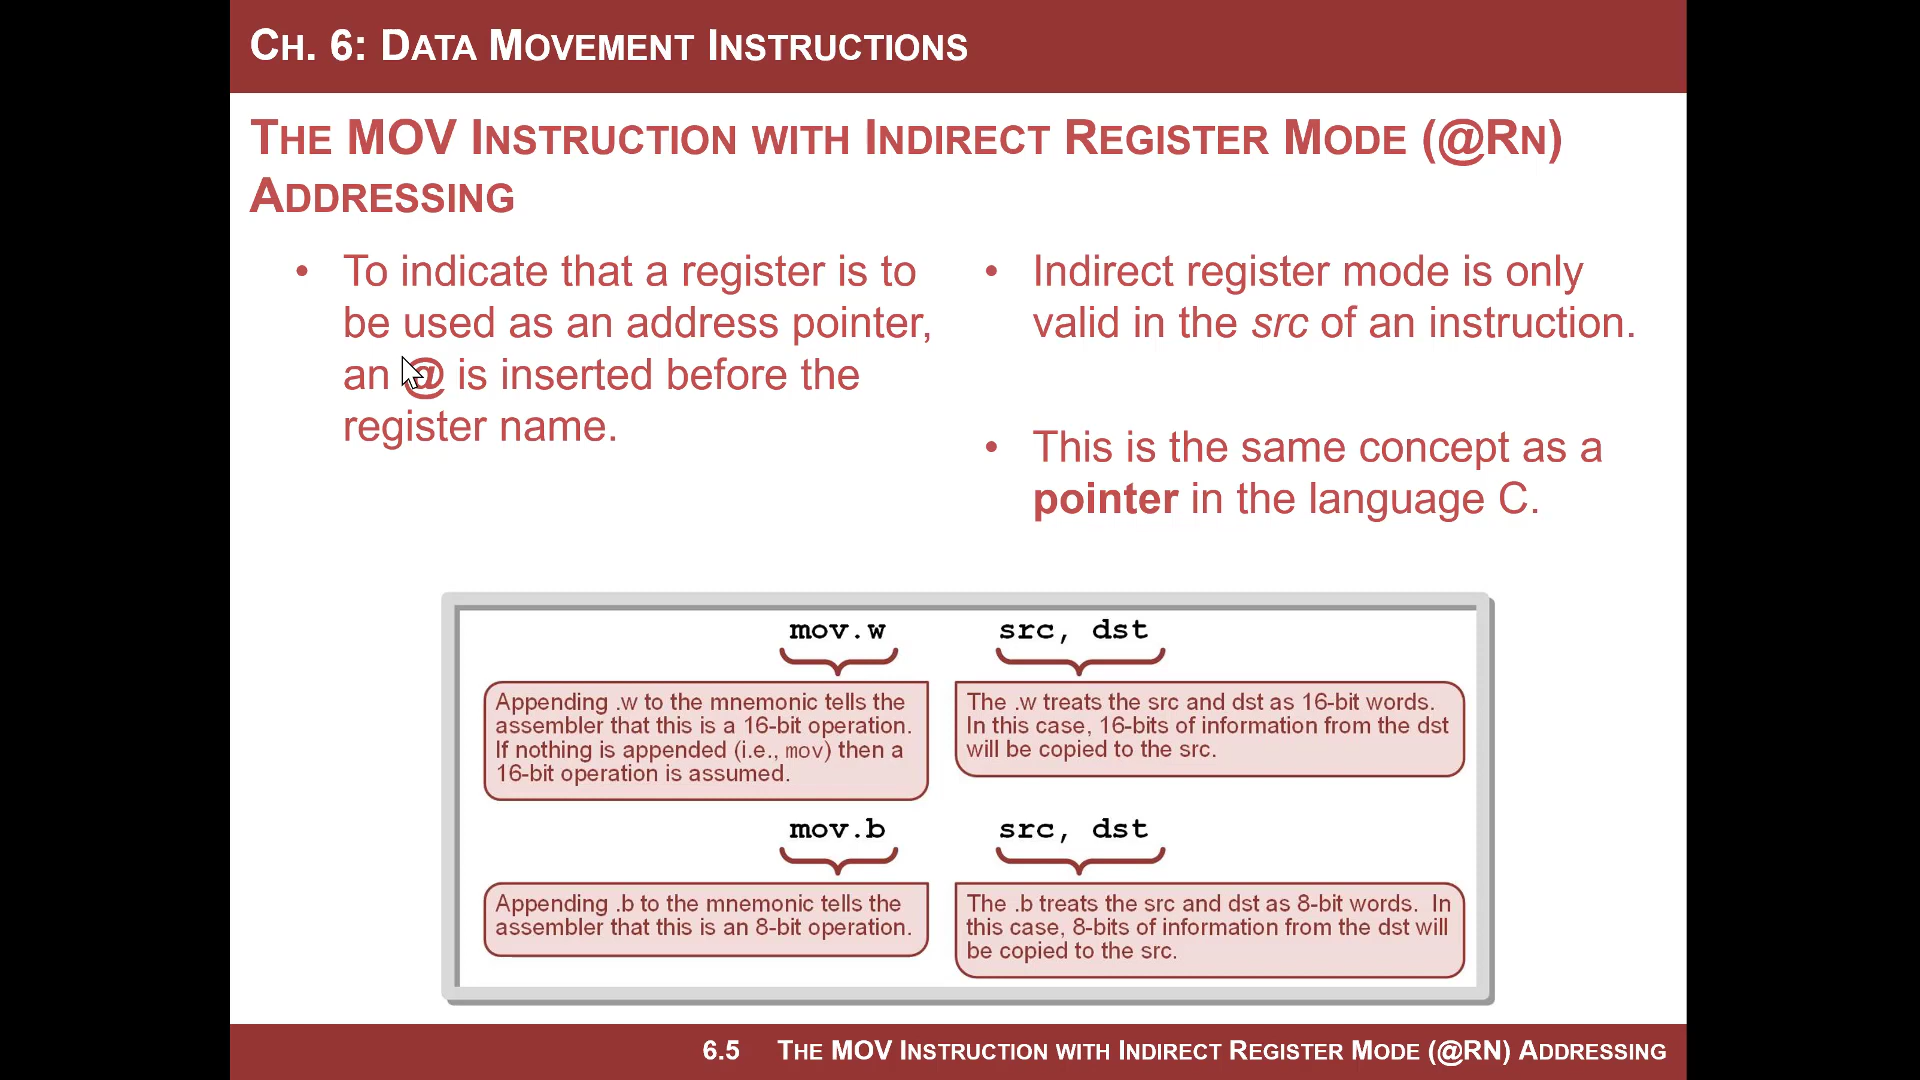 CH. 6: DATA MOVEMENT INSTRUCTIONS
THE MOV INSTRUCTION WITH INDIRECT REGISTER MODE (@RN)
ADDRESSING
• To indicate that a register is to
be used as an address pointer,
an @ is inserted before the
register name.
• Indirect register mode is only
valid in the src of an instruction.
• This is the same concept as a
pointer in the language C.
mov.w src, dst
Appending .w to the mnemonic tells the
assembler that this is a 16-bit operation.
If nothing is appended (i.e., mov) then a
16-bit operation is assumed.
The .w treats the src and dst as 16-bit words.
In this case, 16-bits of information from the dst
will be copied to the src.
mov.b src, dst
Appending .b to the mnemonic tells the
assembler that this is an 8-bit operation.
The .b treats the src and dst as 8-bit words. In
this case, 8-bits of information from the dst will
be copied to the src.
6.5 THE MOV INSTRUCTION WITH INDIRECT REGISTER MODE (@RN) ADDRESSING